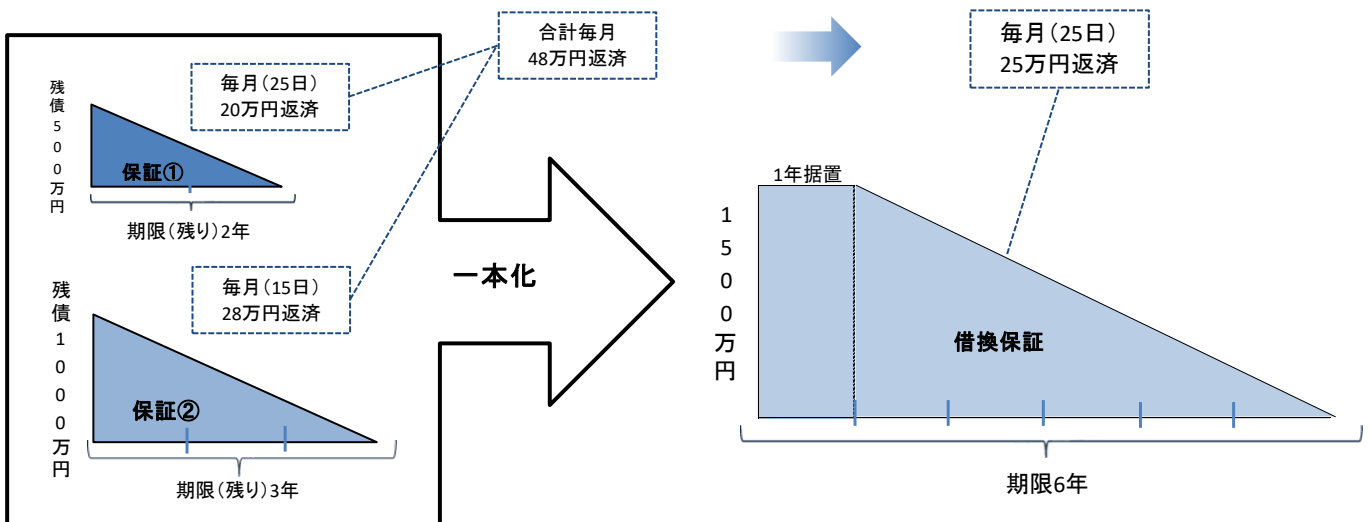 合計毎月
48万円返済
毎月(25日)
20万円返済
残債500万円
保証①
期限(残り)2年
毎月(15日)
28万円返済
残債1000万円
保証②
期限(残り)3年
一本化
毎月(25日)
25万円返済
1年据置
1500万円
借換保証
期限6年